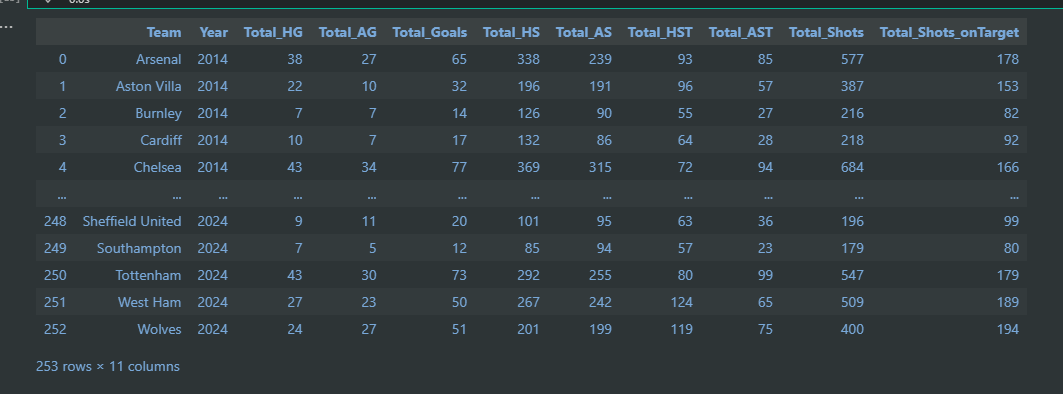 ...
Team Year Total_HG Total_AG Total_Goals Total_HS Total_AS Total_HST Total_AST Total_Shots Total_Shots_onTarget
0 Arsenal 2014 38 27 65 338 239 93 85 577 178
1 Aston Villa 2014 22 10 32 196 191 96 57 387 153
2 Burnley 2014 7 7 14 126 90 55 27 216 82
3 Cardiff 2014 10 7 17 132 86 64 28 218 92
4 Chelsea 2014 43 34 77 369 315 72 94 684 166
... ... ... ... ... ... ... ... ... ... ... ...
248 Sheffield United 2024 9 11 20 101 95 63 36 196 99
249 Southampton 2024 7 5 12 85 94 57 23 179 80
250 Tottenham 2024 43 30 73 292 255 80 99 547 179
251 West Ham 2024 27 23 50 267 242 124 65 509 189
252 Wolves 2024 24 27 51 201 199 119 75 400 194
253 rows × 11 columns